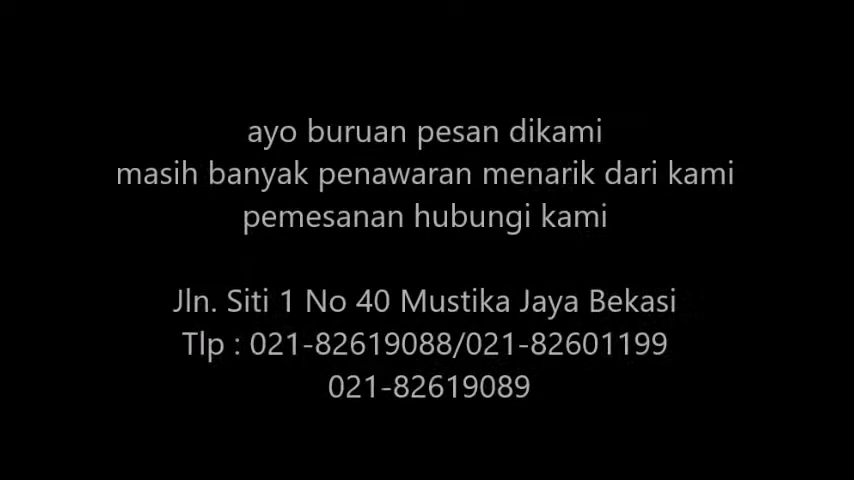 ayo buruan pesan dikami
masih banyak penawaran menarik dari kami
pemesanan hubungi kami
Jln. Siti 1 No 40 Mustika Jaya Bekasi
Tlp : 021-82619088/021-82601199
021-82619089